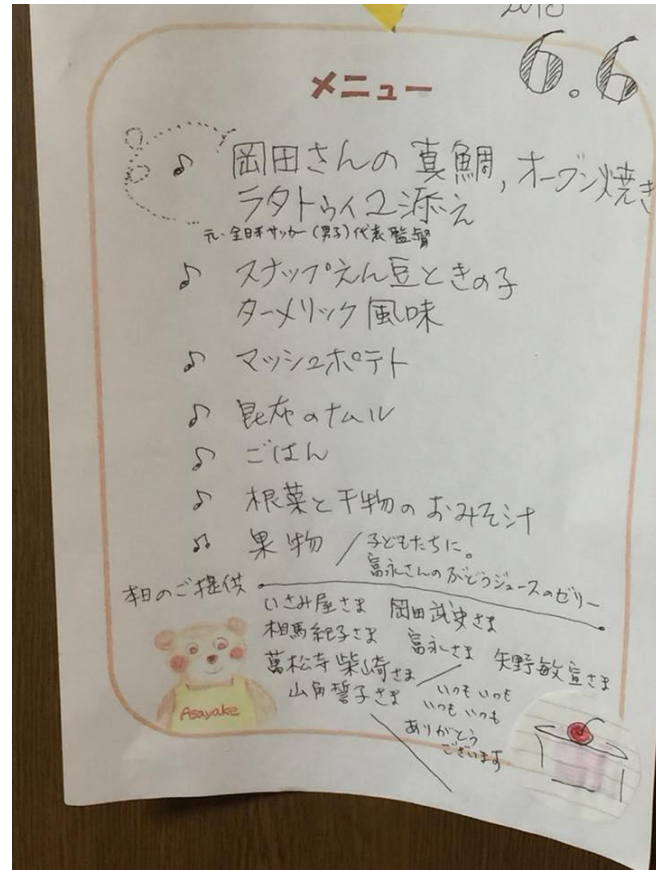 6.6
メニュー
♪ 岡田さんの真鯛,オーブン焼き
ラタトゥイユ添え
元・全日本サッカー(男子)代表監督
♪ スナップえん豆ときの子
ターメリック風味
♪ マッシュポテト
♪ 昆布のナムル
♪ ごはん
♪ 根菜と干物のおみそ汁
♫ 果物 / 子どもたちに。
富永さんのぶどうジュースのゼリー
本日のご提供
いさみ屋さま 岡田武史さま
相馬紀子さま 富永さま 矢野敏宣さま
萬松寺柴崎さま
山角誓子さま
いつもいつも
いつもいつも
ありがとう
ございます
Asayake